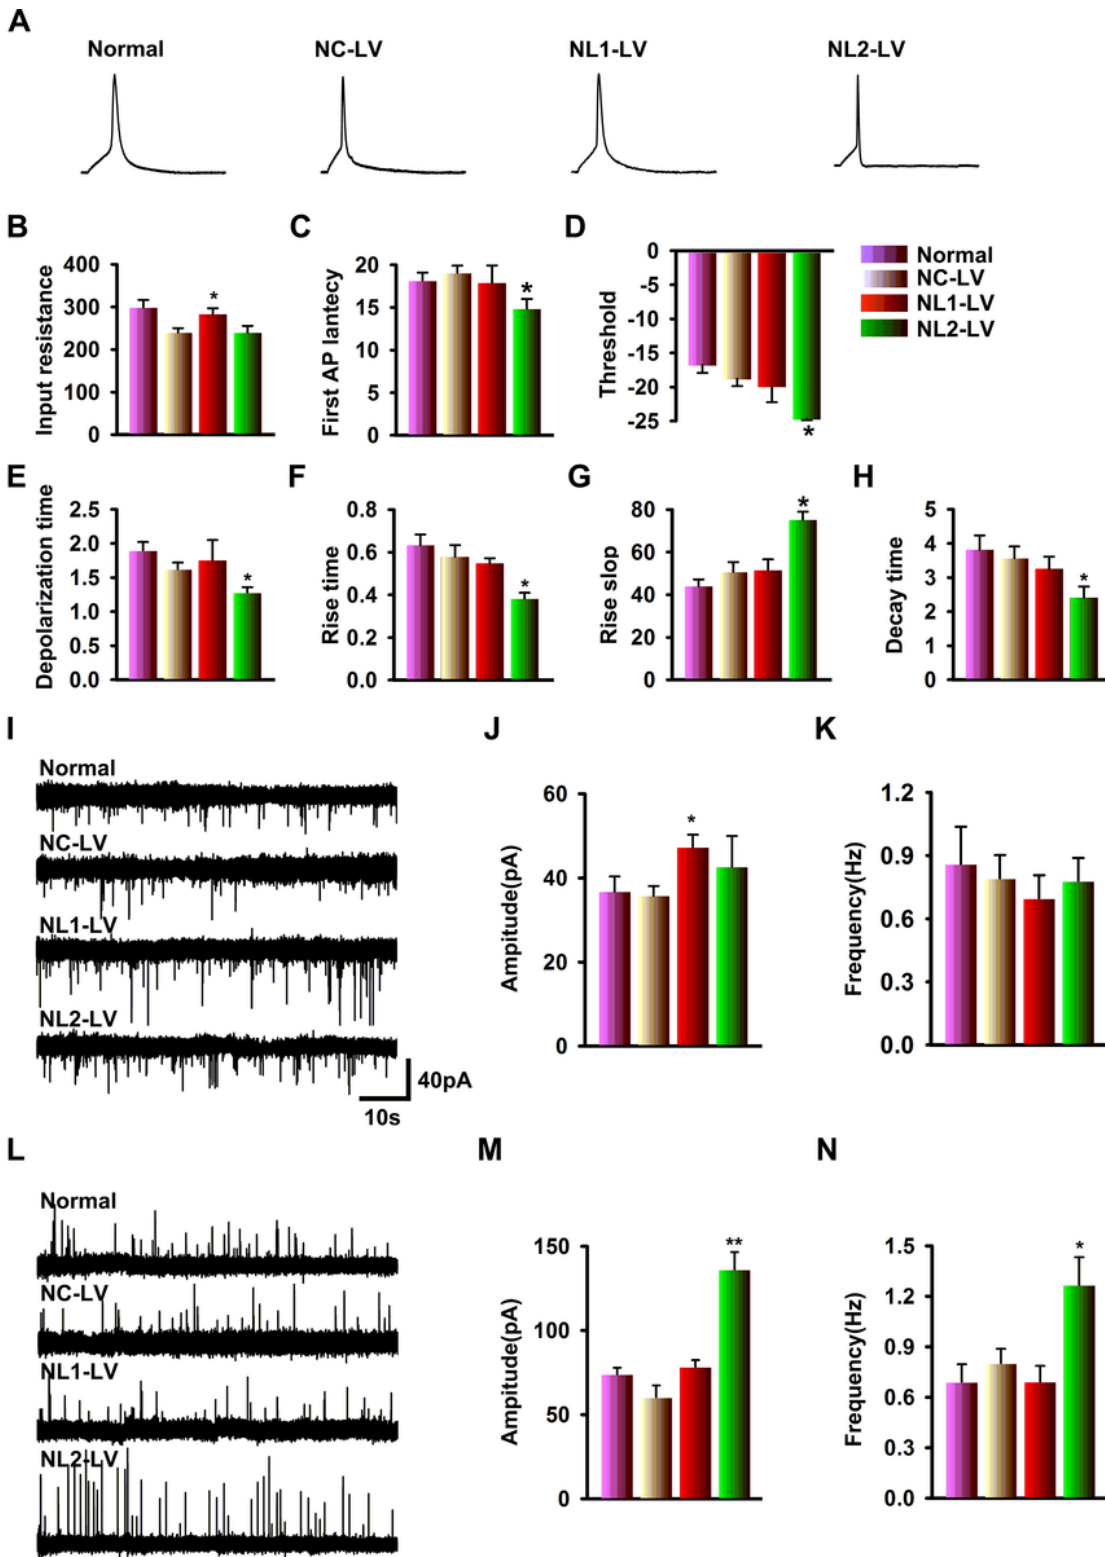 A
Normal
NC-LV
NL1-LV
NL2-LV
B
Input resistance
400
300
200
100
0
*
C
First AP lantecy
20
15
10
5
0
*
D
Threshold
0
-5
-10
-15
-20
-25
*
Normal
NC-LV
NL1-LV
NL2-LV
E
Depolarization time
2.5
2.0
1.5
1.0
0.5
0.0
*
F
Rise time
0.8
0.6
0.4
0.2
0.0
*
G
Rise slop
80
60
40
20
0
*
H
Decay time
5
4
3
2
1
0
*
I
Normal
NC-LV
NL1-LV
NL2-LV
40pA
10s
J
Ampitude(pA)
60
40
20
0
*
K
Frequency(Hz)
1.2
0.9
0.6
0.3
0.0
L
Normal
NC-LV
NL1-LV
NL2-LV
M
Ampitude(pA)
150
100
50
0
**
N
Frequency(Hz)
1.5
1.2
0.9
0.6
0.3
0.0
*